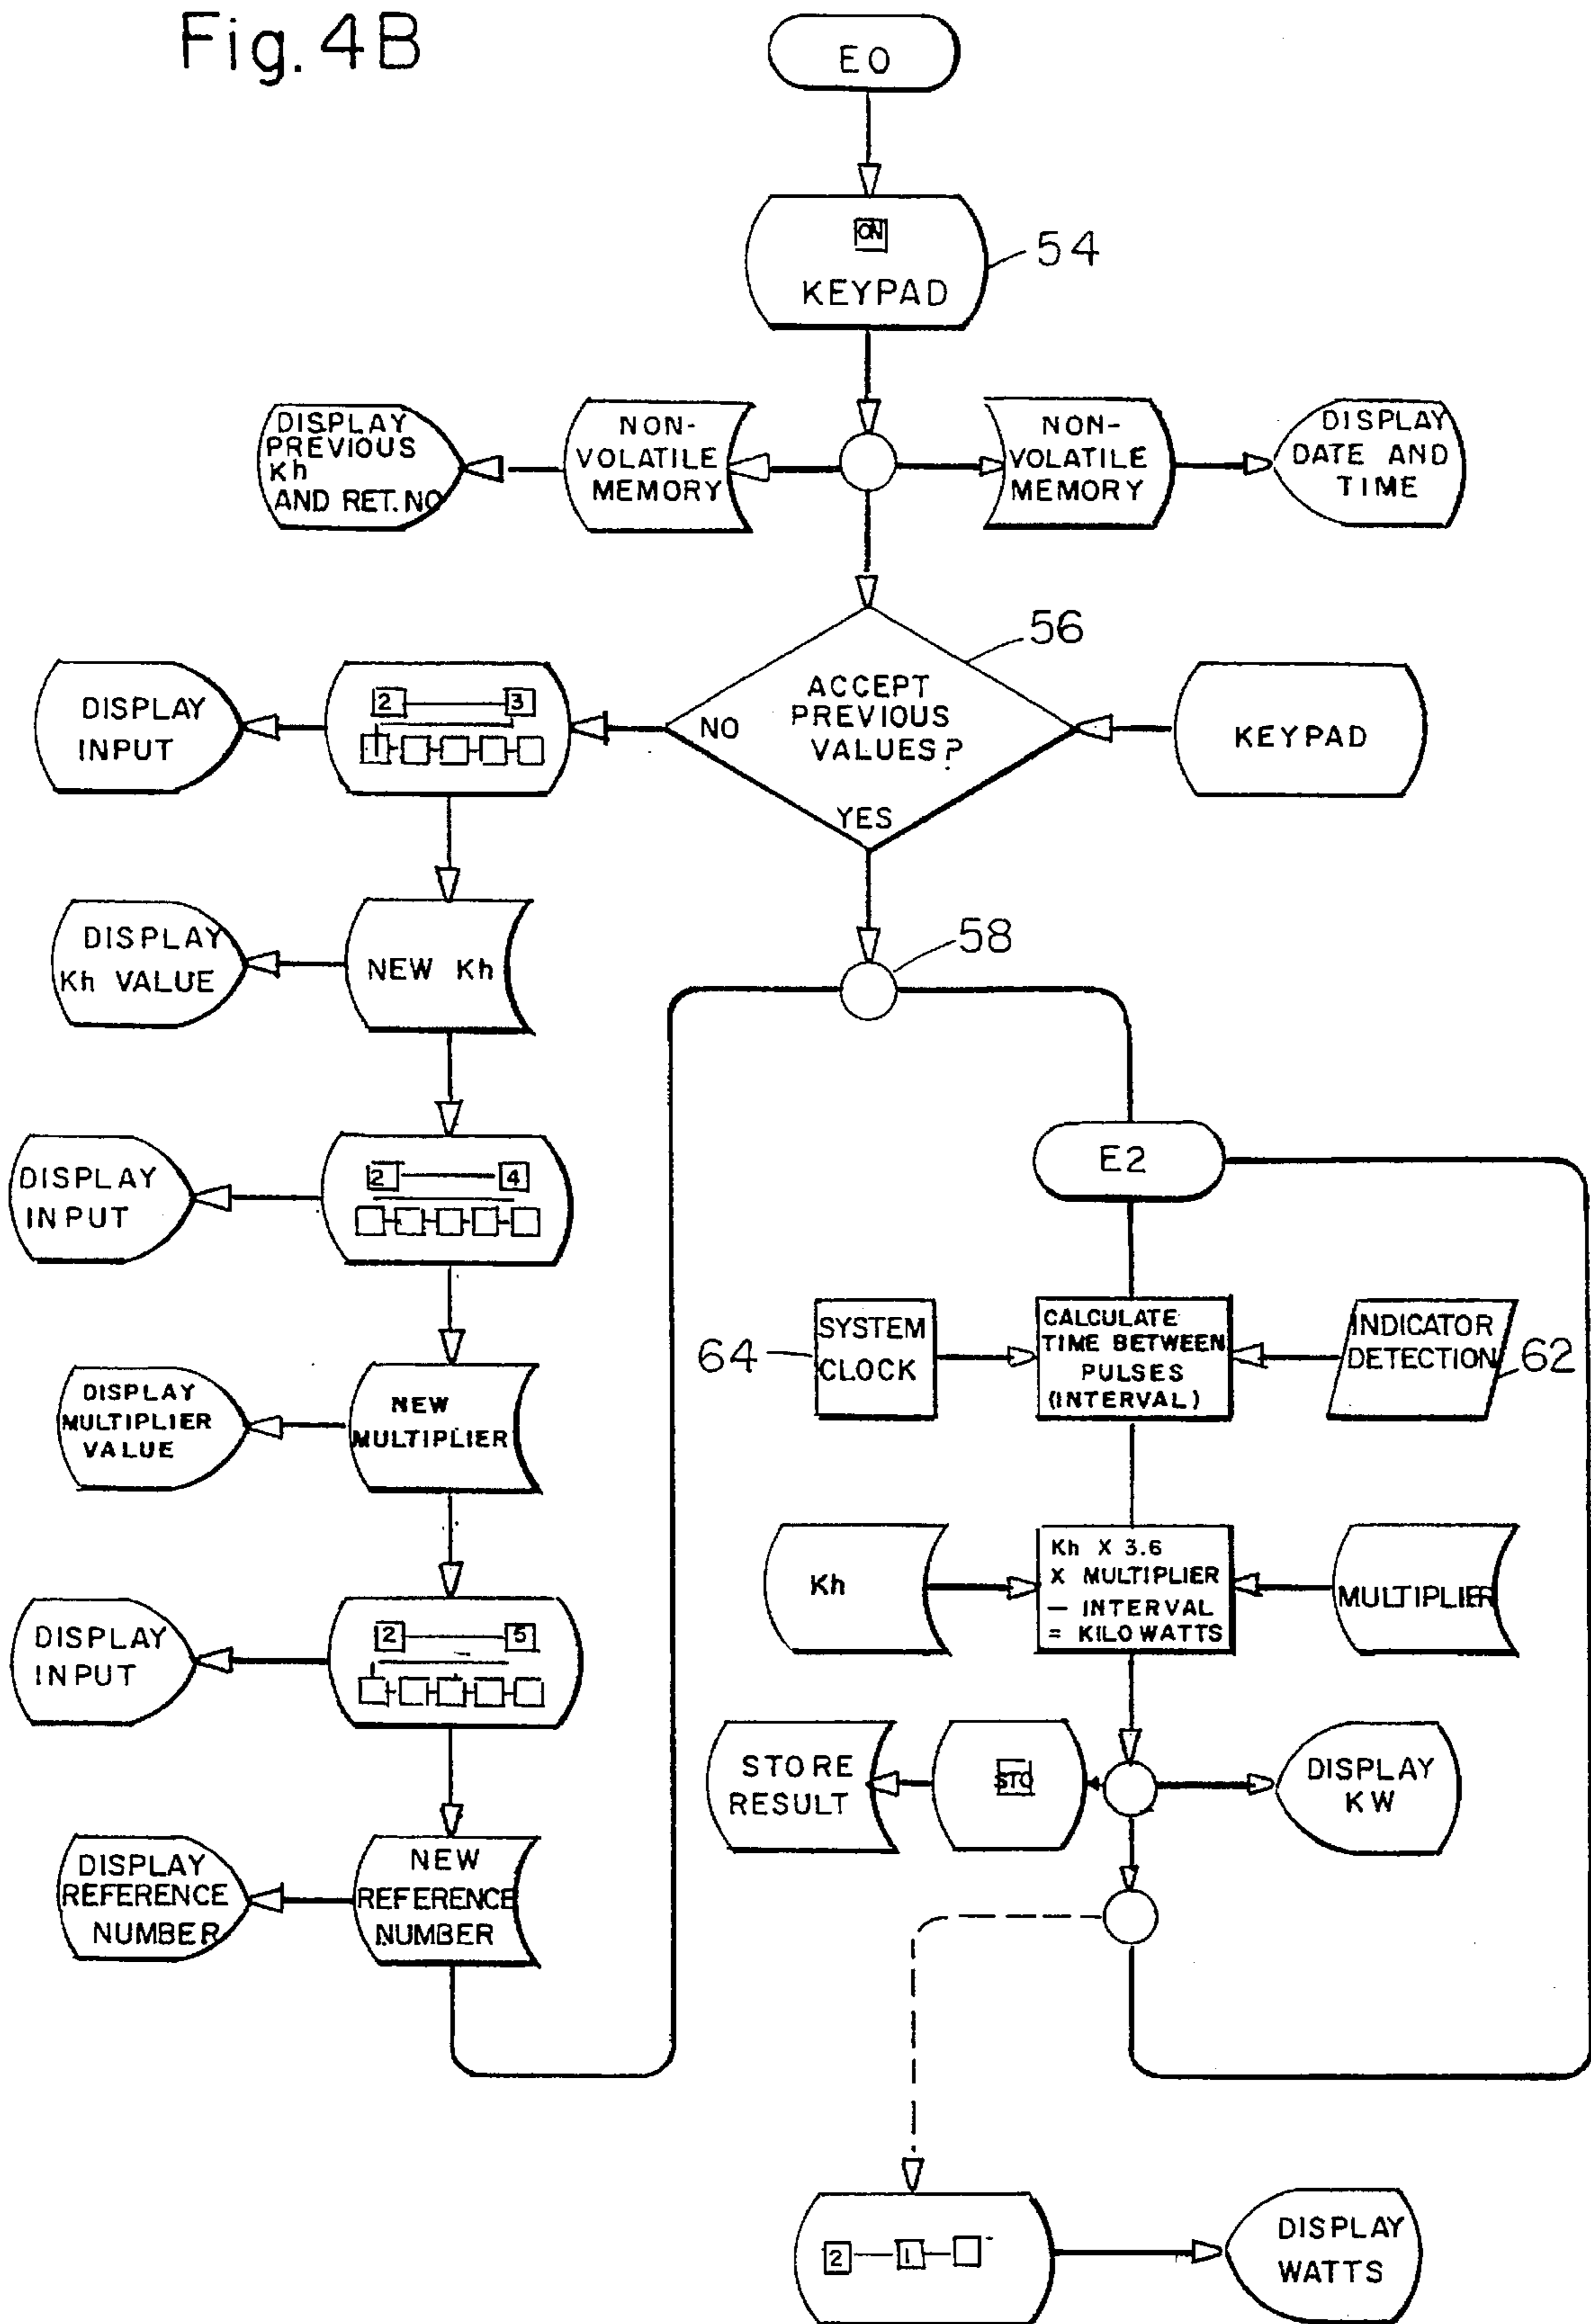 Fig. 4B
E0
ON
KEYPAD
54
DISPLAY
PREVIOUS
Kh
AND RET. NO
NON-
VOLATILE
MEMORY
NON-
VOLATILE
MEMORY
DISPLAY
DATE AND
TIME
56
ACCEPT
PREVIOUS
VALUES?
NO
YES
KEYPAD
2 3
1
DISPLAY
INPUT
58
NEW Kh
DISPLAY
Kh VALUE
2 4
DISPLAY
INPUT
E2
SYSTEM
CLOCK
64
CALCULATE
TIME BETWEEN
PULSES
(INTERVAL)
INDICATOR
DETECTION
62
NEW
MULTIPLIER
DISPLAY
MULTIPLIER
VALUE
Kh
Kh X 3.6
X MULTIPLIER
— INTERVAL
= KILOWATTS
MULTIPLIER
2 5
DISPLAY
INPUT
STORE
RESULT
STO
DISPLAY
KW
NEW
REFERENCE
NUMBER
DISPLAY
REFERENCE
NUMBER
2 1
DISPLAY
WATTS